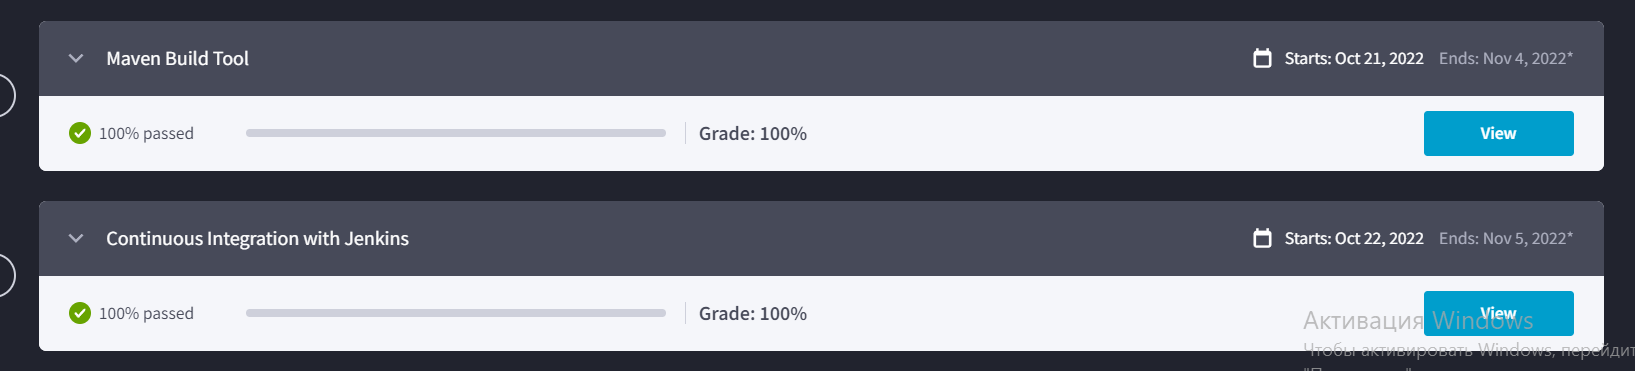 Maven Build Tool
Starts: Oct 21, 2022 Ends: Nov 4, 2022*
100% passed
Grade: 100%
View
Continuous Integration with Jenkins
Starts: Oct 22, 2022 Ends: Nov 5, 2022*
100% passed
Grade: 100%
View
Активация Windows
Чтобы активировать Windows, перейдит